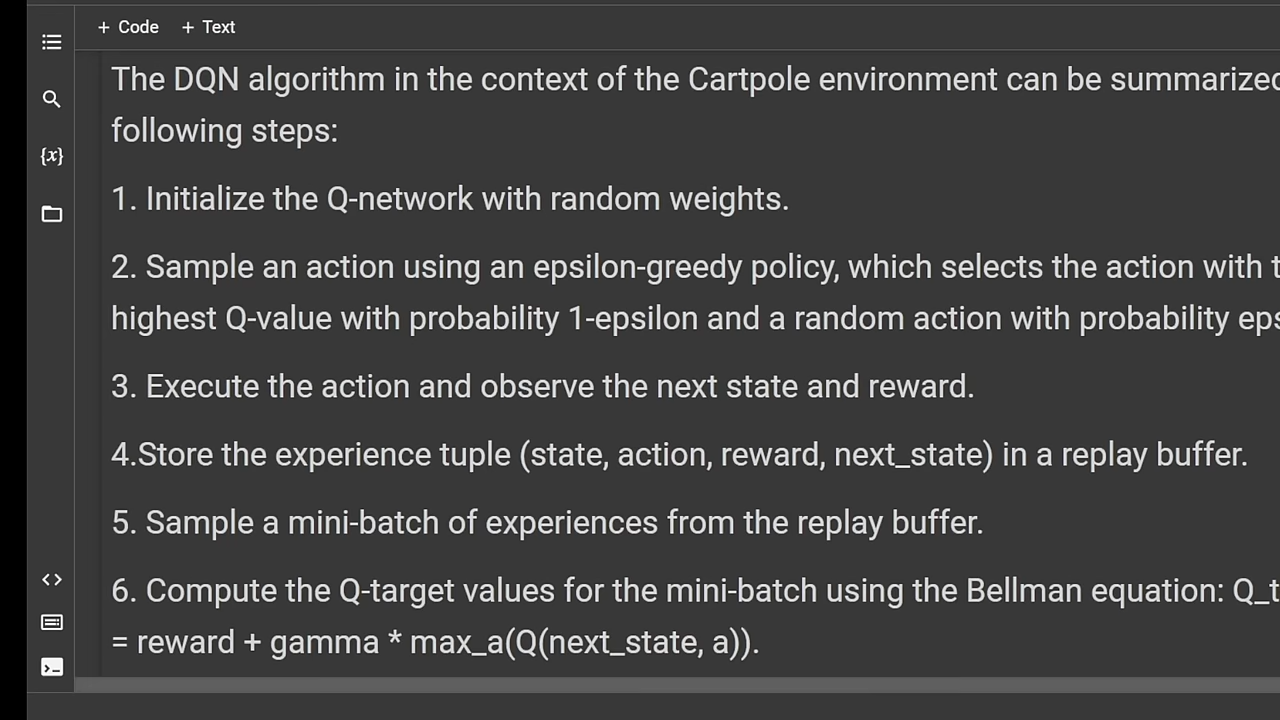 + Code + Text
The DQN algorithm in the context of the Cartpole environment can be summarized
following steps:
{x}
1. Initialize the Q-network with random weights.
2. Sample an action using an epsilon-greedy policy, which selects the action with
highest Q-value with probability 1-epsilon and a random action with probability
3. Execute the action and observe the next state and reward.
4.Store the experience tuple (state, action, reward, next_state) in a replay buffer.
5. Sample a mini-batch of experiences from the replay buffer.
6. Compute the Q-target values for the mini-batch using the Bellman equation:
= reward + gamma * max_a(Q(next_state, a)).